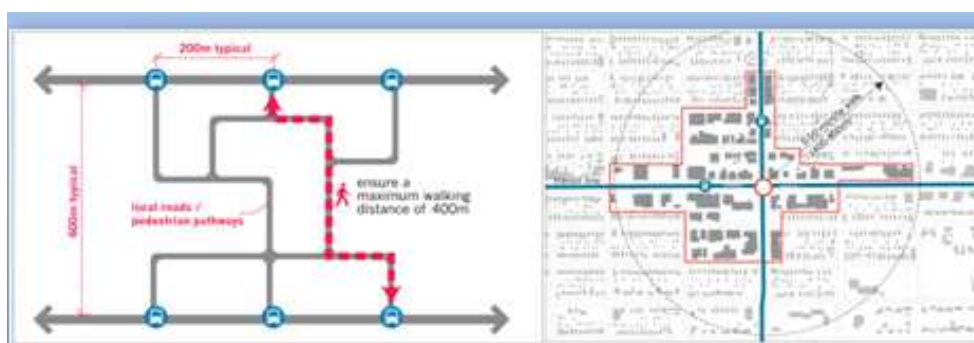 200m typical
600m typical
local roads /
pedestrian pathways
ensure a
maximum walking
distance of 400m